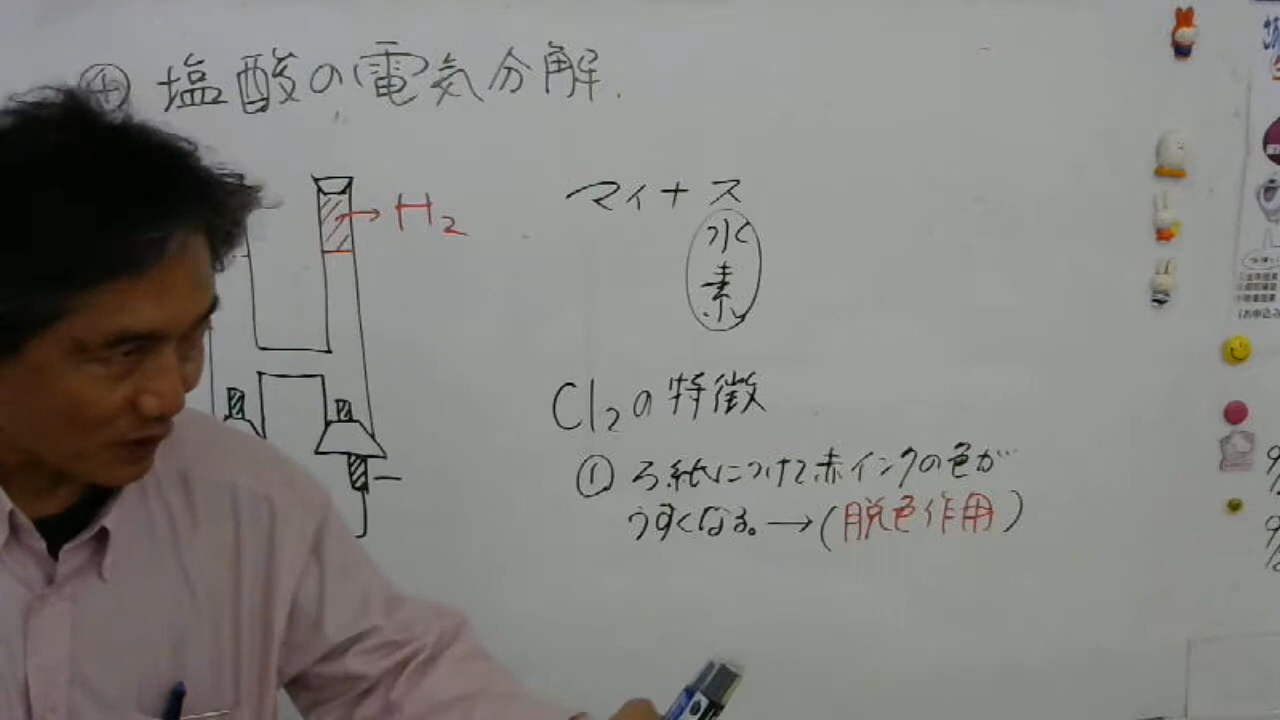 ④ 塩酸の電気分解.
→ H2
マイナス
水
素
Cl2の特徴
① ろ紙につけて赤インクの色が
うすくなる。→(脱色作用)